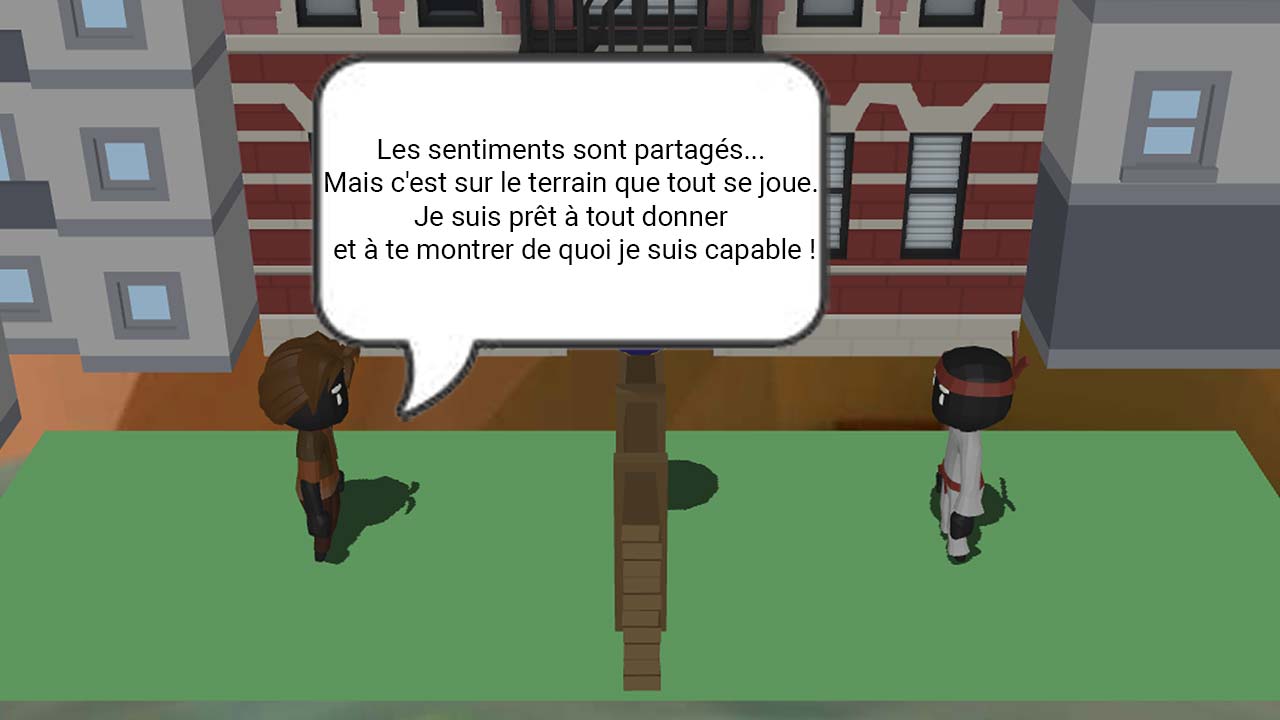 Les sentiments sont partagés...
Mais c'est sur le terrain que tout se joue.
Je suis prêt à tout donner
et à te montrer de quoi je suis capable !